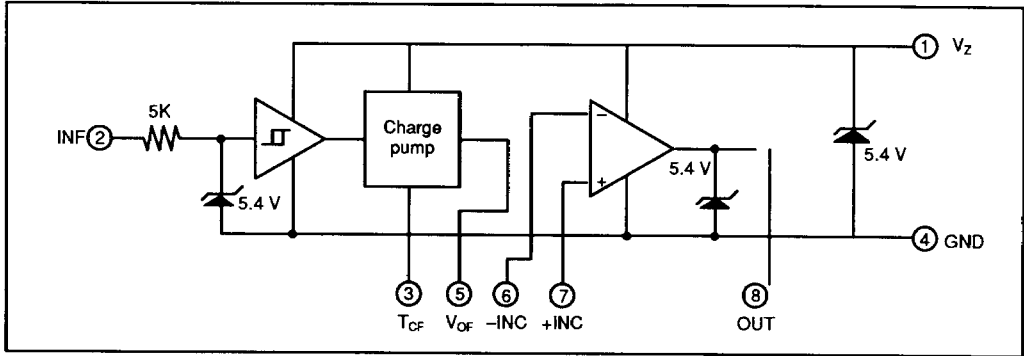 1 VZ
5K
INF 2
Charge
pump
−
+
5.4 V
5.4 V
5.4 V
4 GND
3 5 6 7 8
TCF VOF –INC +INC OUT